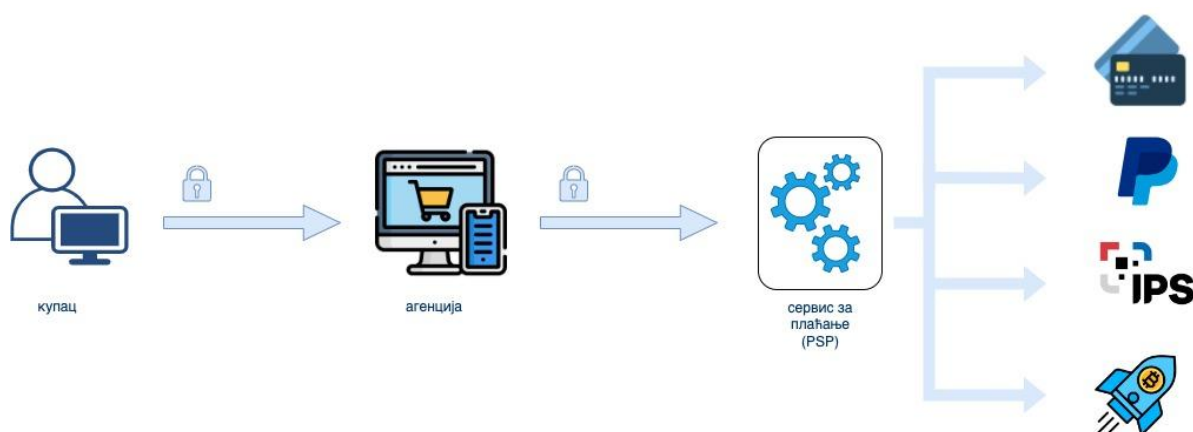 купац
агенција
сервис за
плаћање
(PSP)
IPS